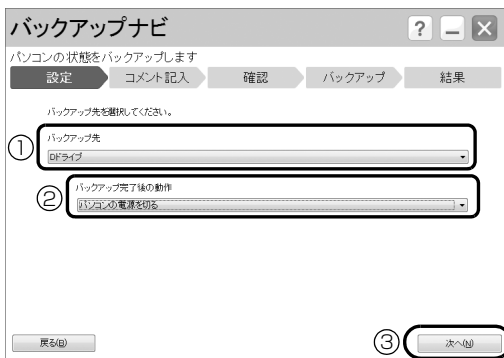 バックアップナビ
? – ×
パソコンの状態をバックアップします
設定 コメント記入 確認 バックアップ 結果
バックアップ先を選択してください。
① バックアップ先
Dドライブ
② バックアップ完了後の動作
パソコンの電源を切る
戻る(B) ③ 次へ(N)